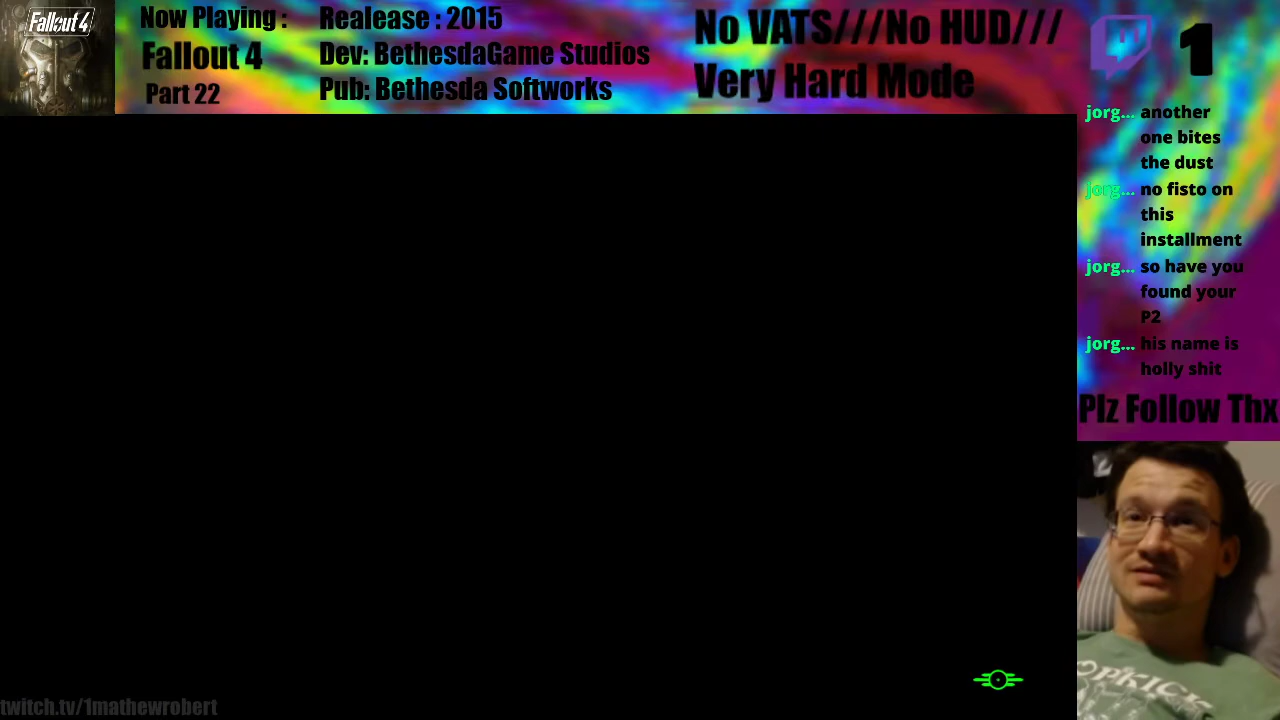 Fallout 4
Now Playing :
Fallout 4
Part 22
Realease : 2015
Dev: BethesdaGame Studios
Pub: Bethesda Softworks
No VATS///No HUD///
Very Hard Mode
1
jorg... another
one bites
the dust
jorg... no fisto on
this
installment
jorg... so have you
found your
P2
jorg... his name is
holly shit
Plz Follow Thx
OPKICK
twitch.tv/1mathewrobert